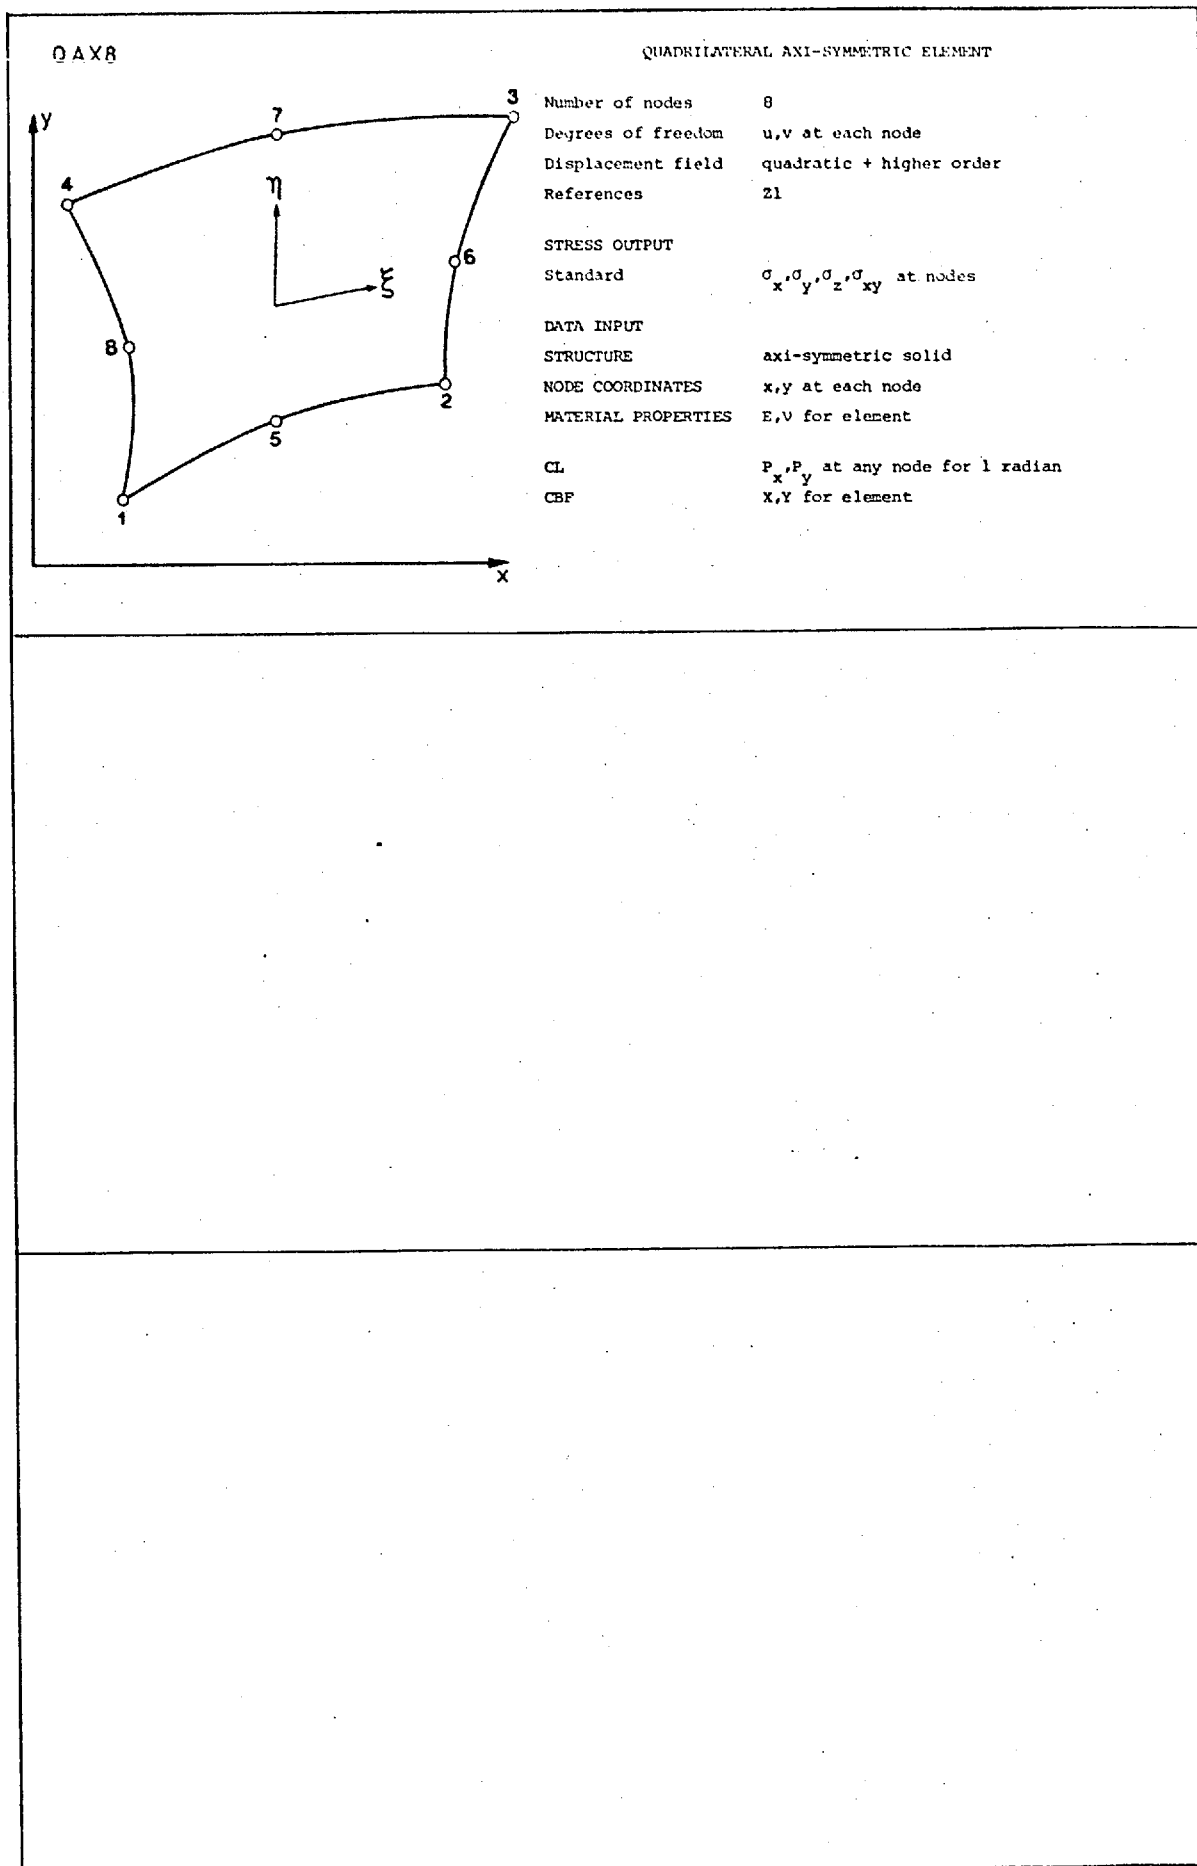 QAX8
QUADRILATERAL AXI-SYMMETRIC ELEMENT
y
7
3
4
η
ξ
6
8
2
5
1
x
Number of nodes 8
Degrees of freedom u,v at each node
Displacement field quadratic + higher order
References Z1
STRESS OUTPUT
Standard σx,σy,σz,σxy at nodes
DATA INPUT
STRUCTURE axi-symmetric solid
NODE COORDINATES x,y at each node
MATERIAL PROPERTIES E,ν for element
CL Px,Py at any node for 1 radian
CBF X,Y for element